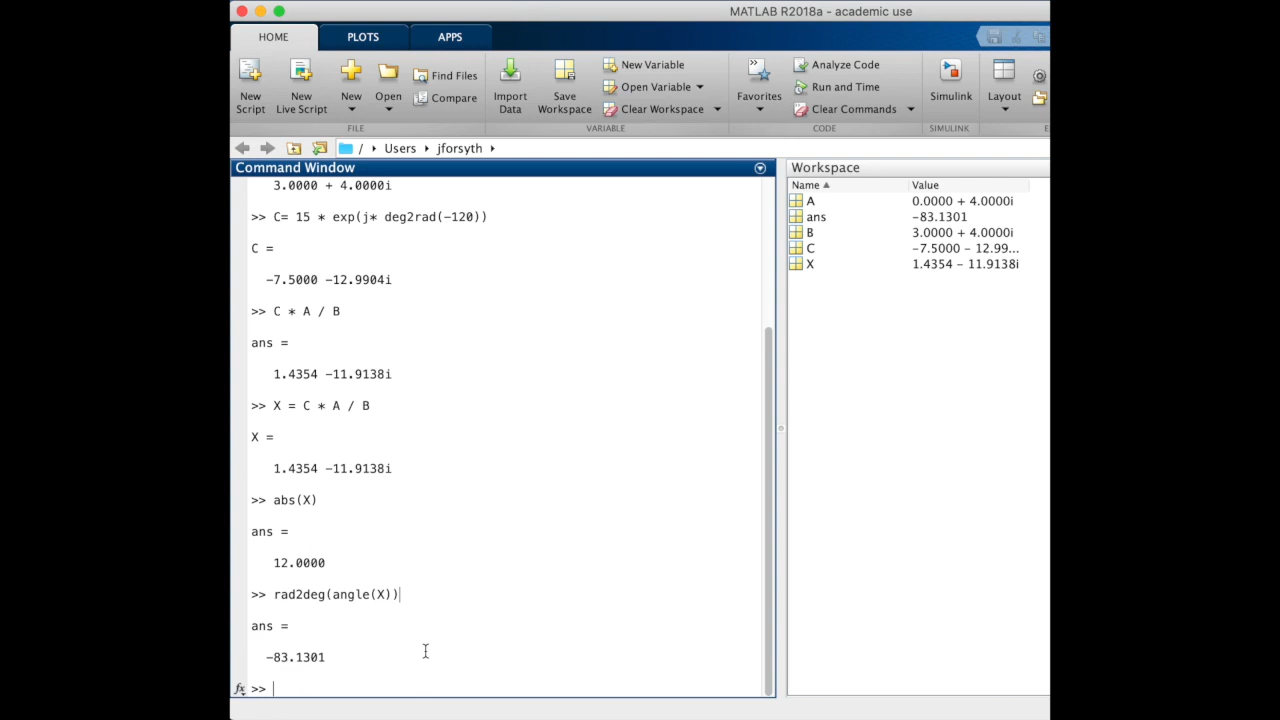 MATLAB R2018a - academic use
HOME PLOTS APPS
New Script
New Live Script
New
Open
Find Files
Compare
Import Data
Save Workspace
New Variable
Open Variable
Clear Workspace
Favorites
Analyze Code
Run and Time
Clear Commands
Simulink
Layout
FILE VARIABLE CODE SIMULINK E
/ Users jforsyth
Command Window
3.0000 + 4.0000i
>> C= 15 * exp(j* deg2rad(-120))
C =
-7.5000 -12.9904i
>> C * A / B
ans =
1.4354 -11.9138i
>> X = C * A / B
X =
1.4354 -11.9138i
>> abs(X)
ans =
12.0000
>> rad2deg(angle(X))
ans =
-83.1301
fx >>
Workspace
Name Value
A 0.0000 + 4.0000i
ans -83.1301
B 3.0000 + 4.0000i
C -7.5000 - 12.99...
X 1.4354 - 11.9138i